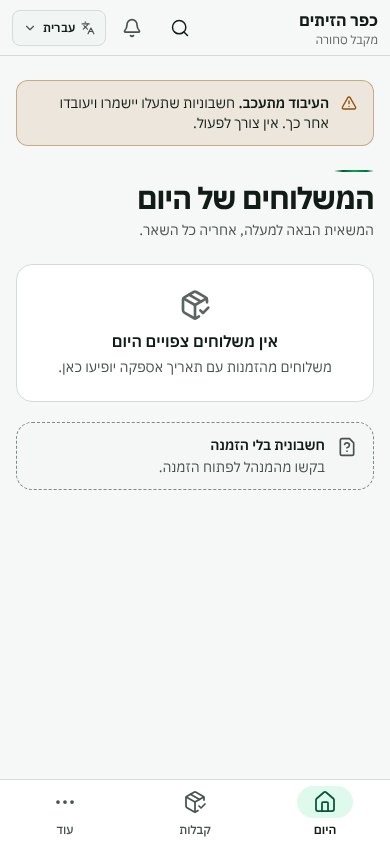 כפר הזיתים
מקבל סחורה
עברית
העיבוד מתעכב. חשבוניות שתעלו יישמרו ויעובדו
אחר כך. אין צורך לפעול.
המשלוחים של היום
המשאית הבאה למעלה, אחריה כל השאר.
אין משלוחים צפויים היום
משלוחים מהזמנות עם תאריך אספקה יופיעו כאן.
חשבונית בלי הזמנה
בקשו מהמנהל לפתוח הזמנה.
היום
קבלות
עוד